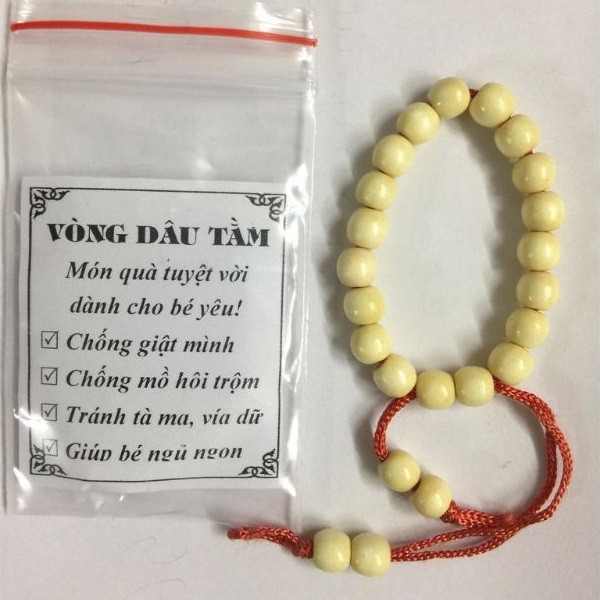 VÒNG DÂU TẰM
Món quà tuyệt vời
dành cho bé yêu!
☑ Chống giật mình
☑ Chống mồ hôi trộm
☑ Tránh tà ma, vía dữ
☑ Giúp bé ngủ ngon